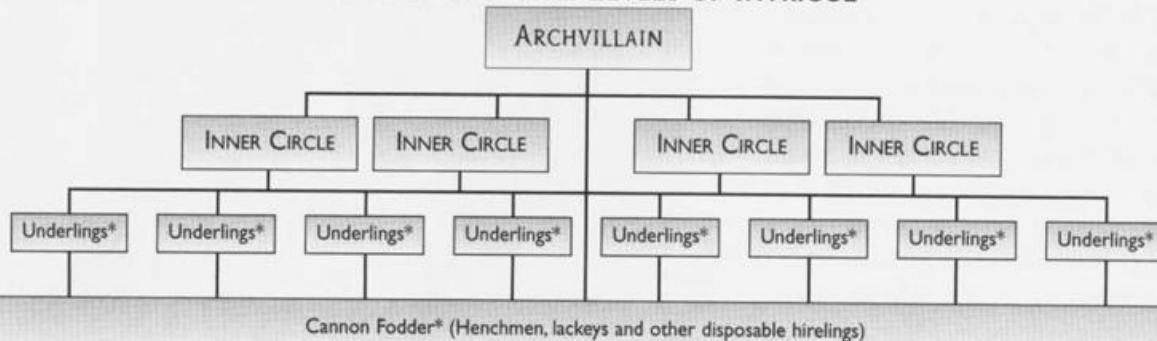 ARCHVILLAIN
INNER CIRCLE INNER CIRCLE INNER CIRCLE INNER CIRCLE
Underlings* Underlings* Underlings* Underlings* Underlings* Underlings* Underlings* Underlings*
Cannon Fodder* (Henchmen, lackeys and other disposable hirelings)